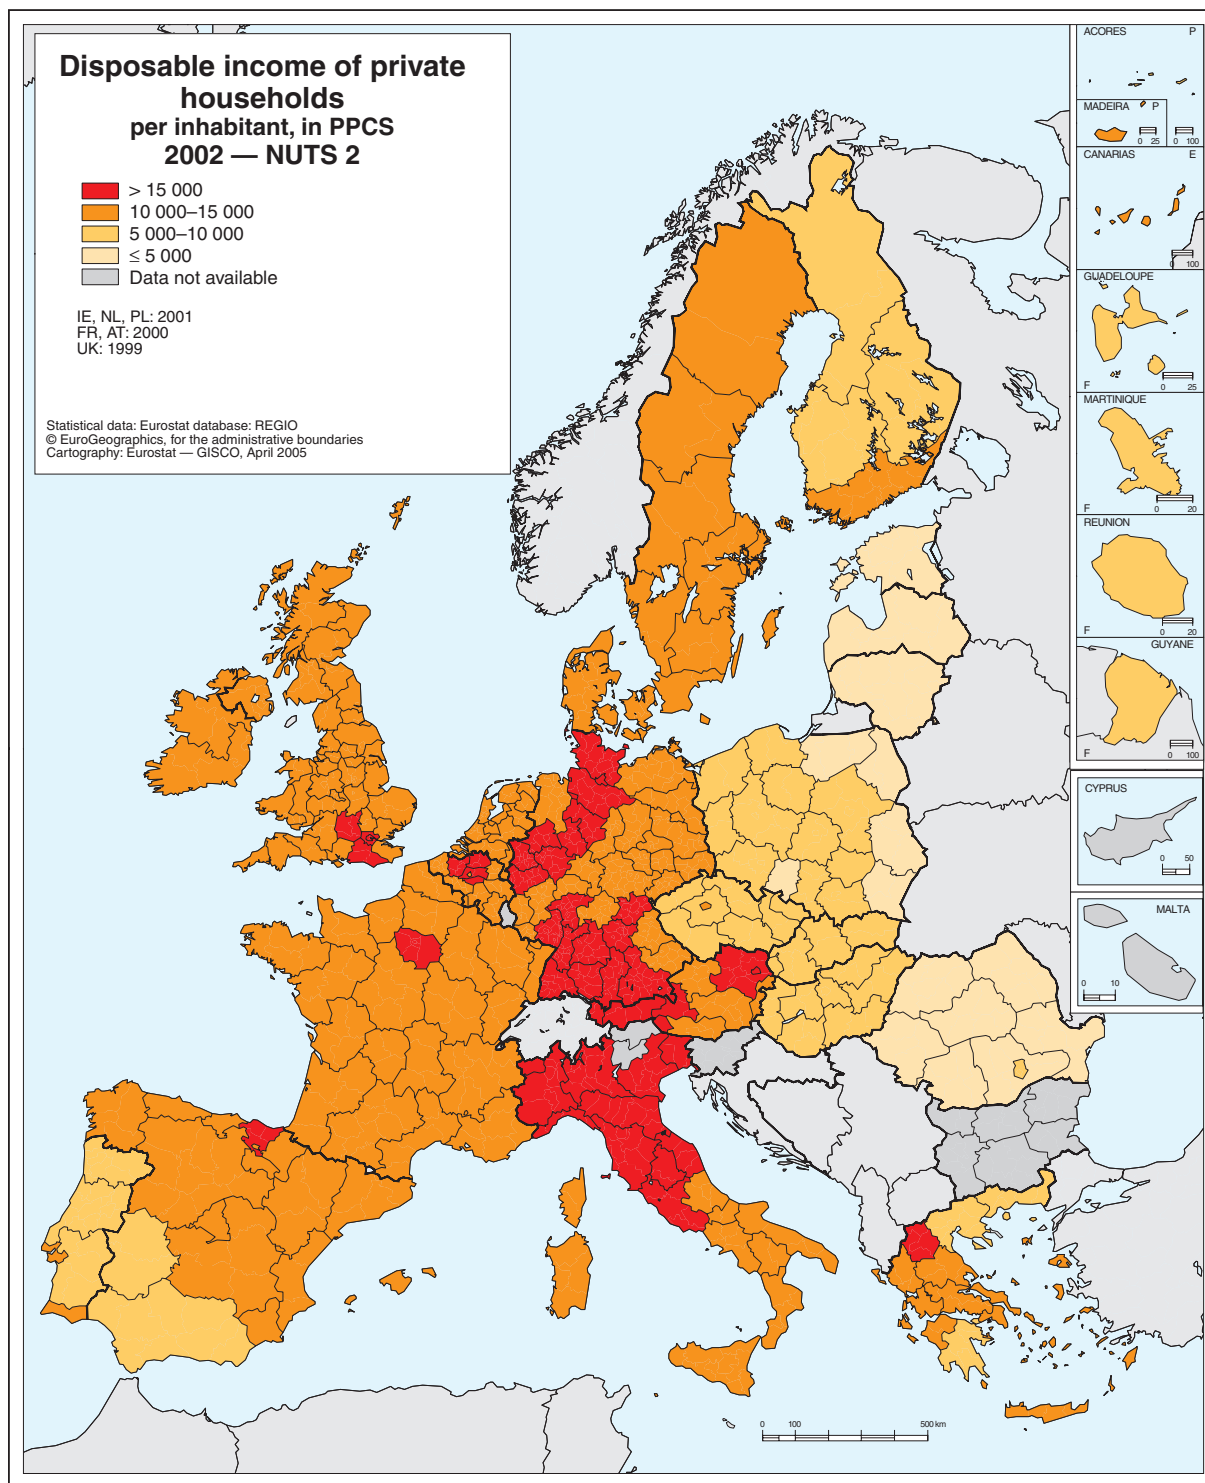 Disposable income of private
households
per inhabitant, in PPCS
2002 — NUTS 2
> 15 000
10 000–15 000
5 000–10 000
≤ 5 000
Data not available
IE, NL, PL: 2001
FR, AT: 2000
UK: 1999
Statistical data: Eurostat database: REGIO
© EuroGeographics, for the administrative boundaries
Cartography: Eurostat — GISCO, April 2005
ACORES P
MADEIRA P
0 25 0 100
CANARIAS E
0 100
GUADELOUPE
F 0 25
MARTINIQUE
F 0 20
REUNION
F 0 20
GUYANE
F 0 100
CYPRUS
0 50
MALTA
0 10
0 100 500 km